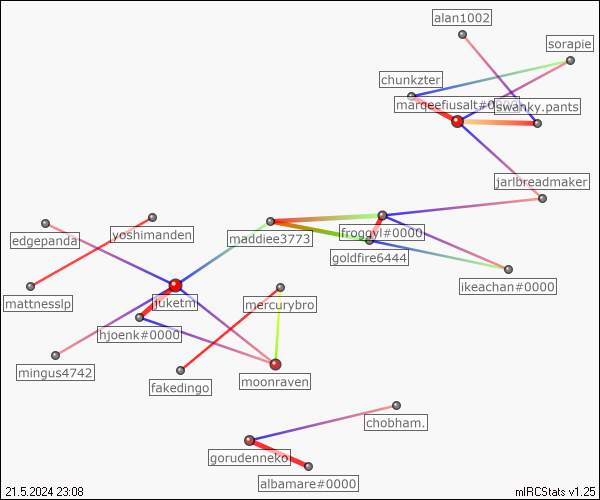 alan1002
sorapie
chunkzter
marqeefiusalt#0000
swanky.pants
jarlbreadmaker
edgepanda
yoshimanden
maddiee3773
froggyl#0000
goldfire6444
ikeachan#0000
mattnesslp
juketm
mercurybro
hjoenk#0000
mingus4742
fakedingo
moonraven
chobham.
gorudenneko
albamare#0000
21.5.2024 23:08
mIRCStats v1.25